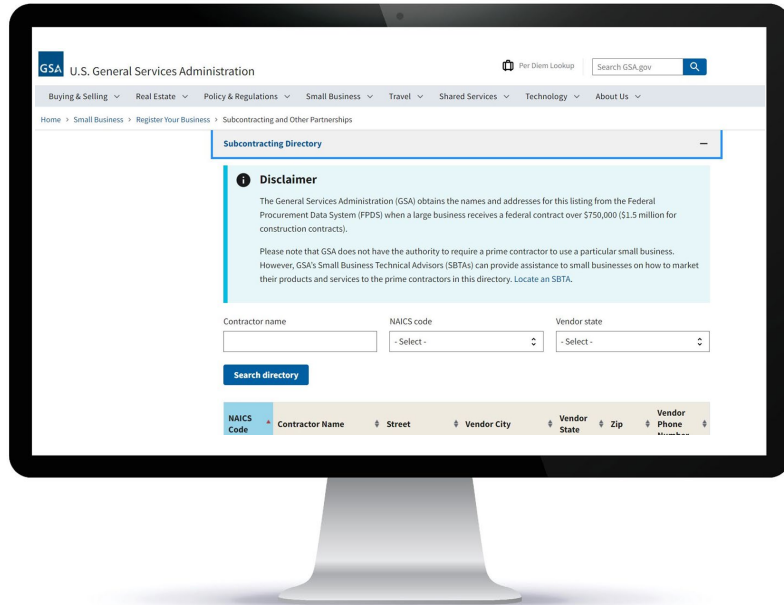 GSA
U.S. General Services Administration
Per Diem Lookup
Search GSA.gov
Buying & Selling
Real Estate
Policy & Regulations
Small Business
Travel
Shared Services
Technology
About Us
Home > Small Business > Register Your Business > Subcontracting and Other Partnerships
Subcontracting Directory
Disclaimer
The General Services Administration (GSA) obtains the names and addresses for this listing from the Federal
Procurement Data System (FPDS) when a large business receives a federal contract over $750,000 ($1.5 million for
construction contracts).
Please note that GSA does not have the authority to require a prime contractor to use a particular small business.
However, GSA's Small Business Technical Advisors (SBTAs) can provide assistance to small businesses on how to market
their products and services to the prime contractors in this directory. Locate an SBTA.
Contractor name
NAICS code
Vendor state
- Select -
- Select -
Search directory
NAICS
Code
Contractor Name
Street
Vendor City
Vendor
State
Zip
Vendor
Phone
Number